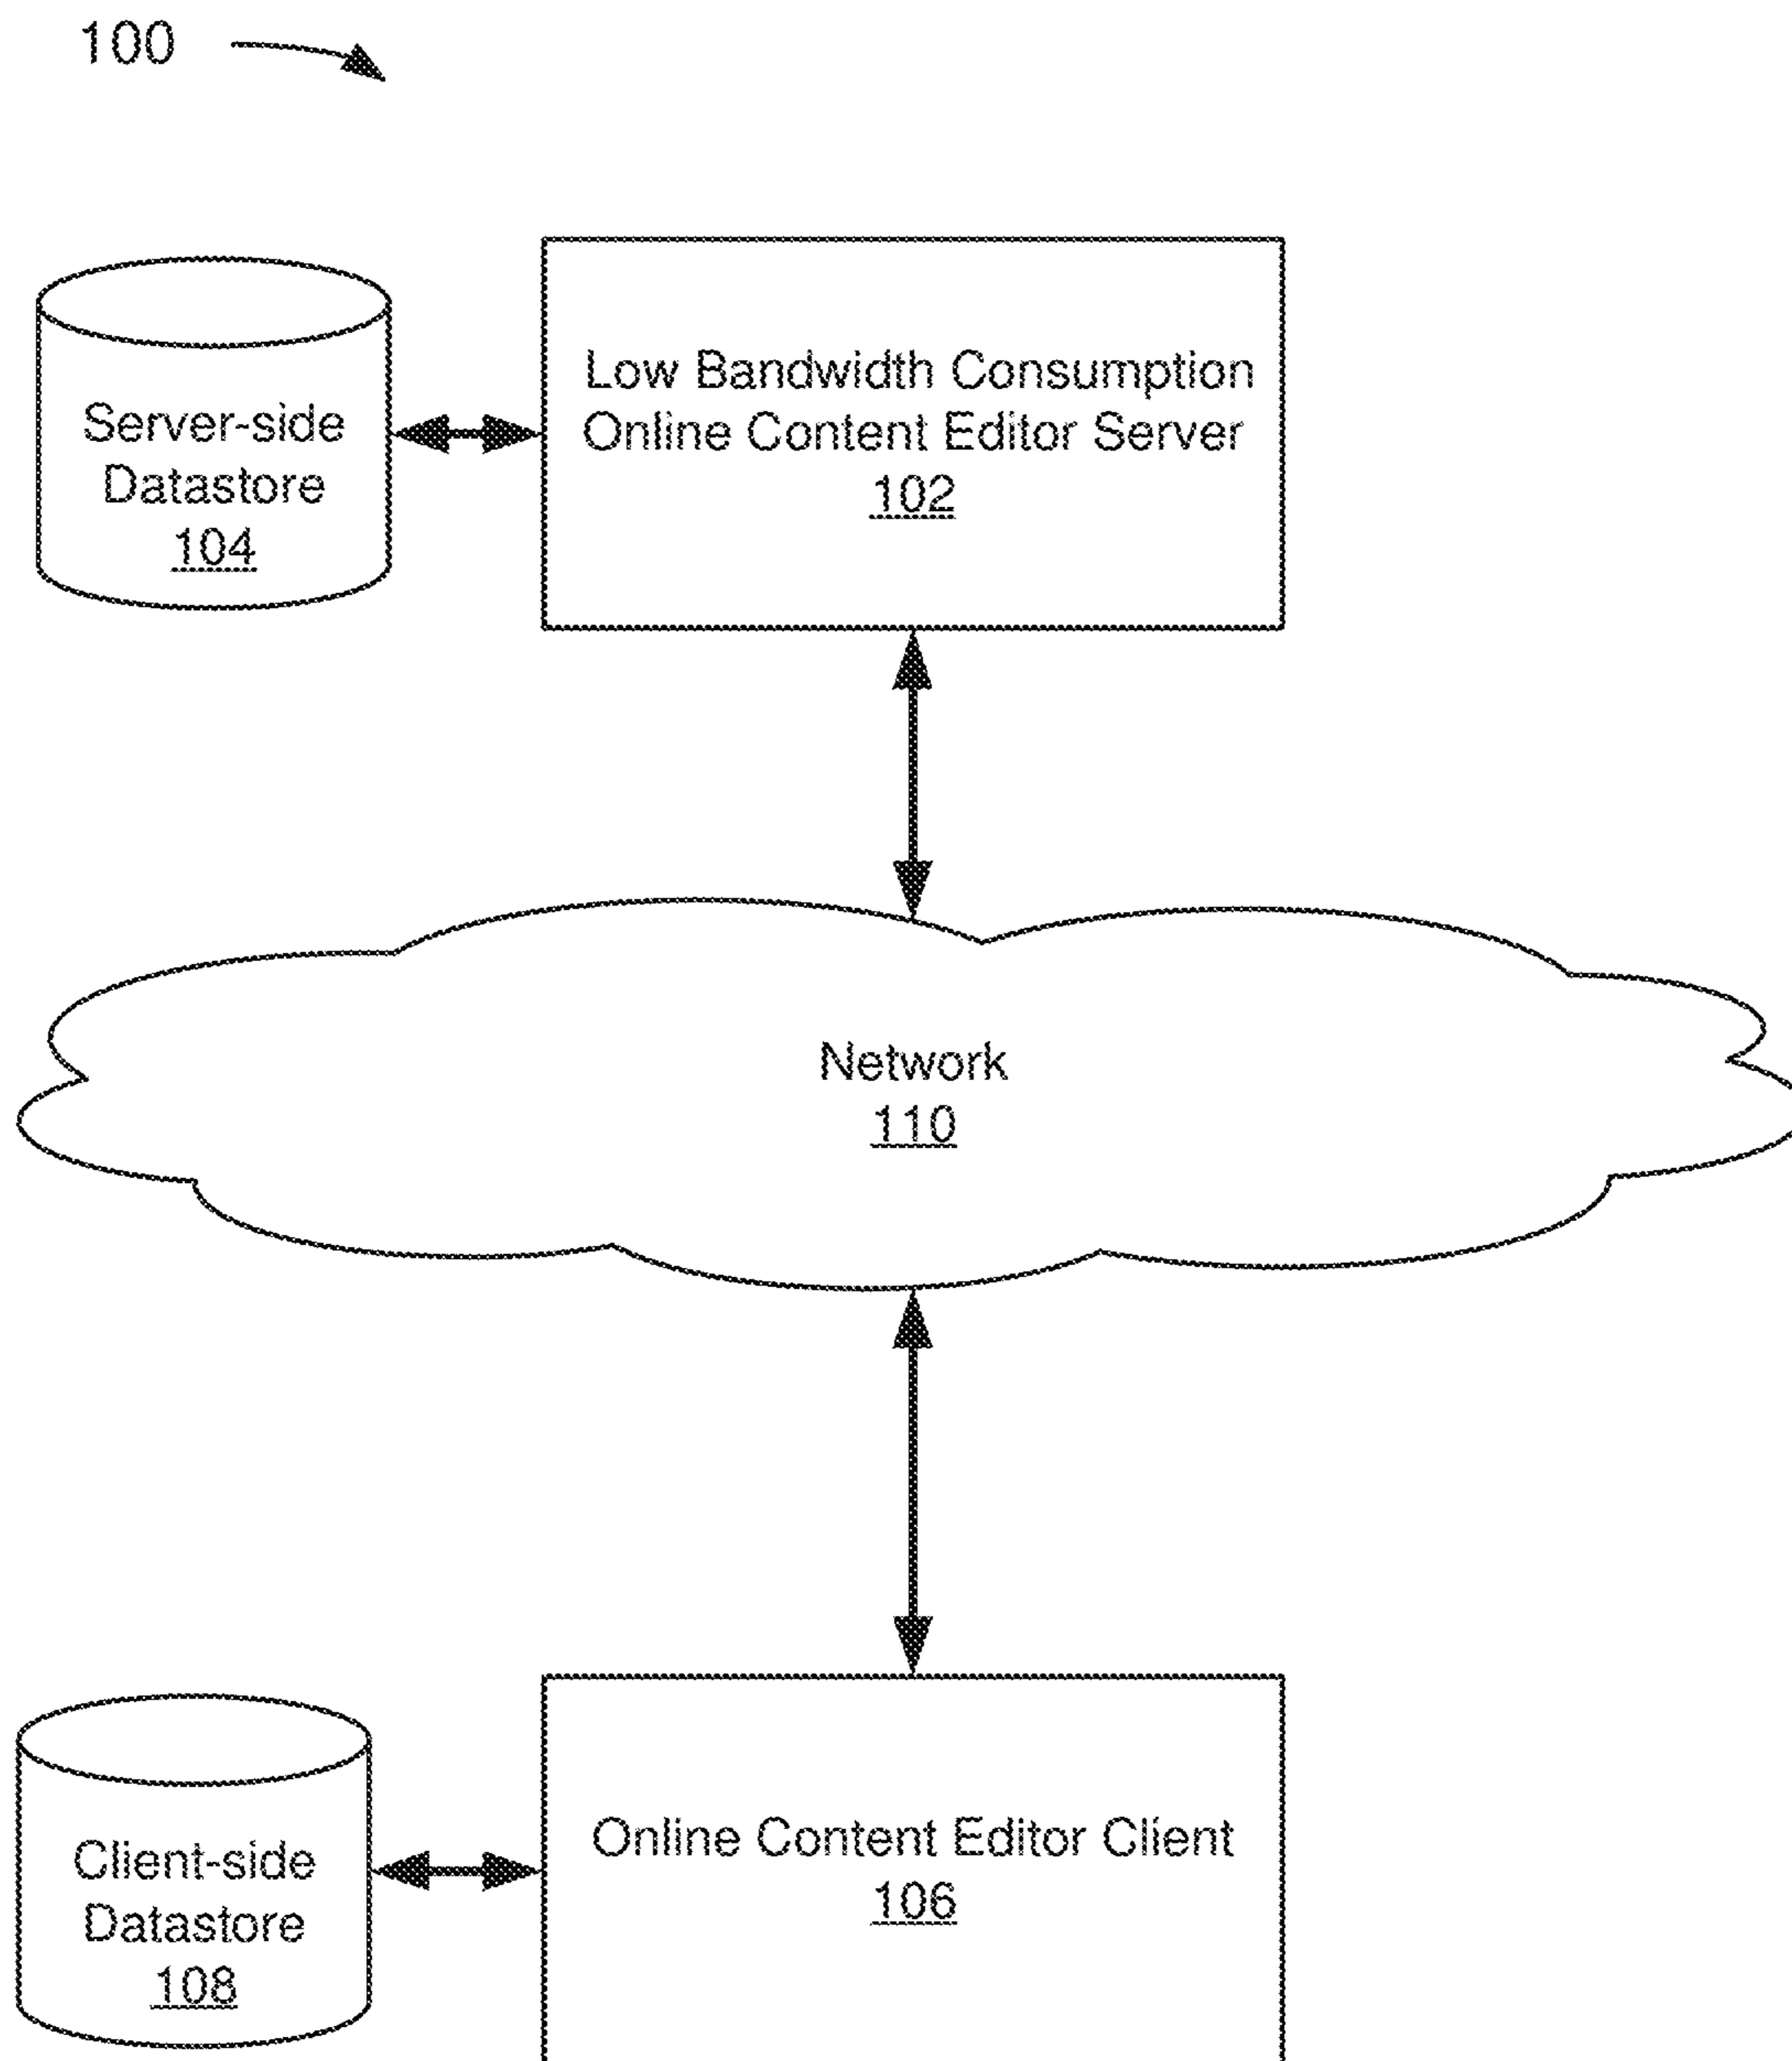 100
Low Bandwidth Consumption
Online Content Editor Server
102
Server-side
Datastore
104
Network
110
Online Content Editor Client
106
Client-side
Datastore
108